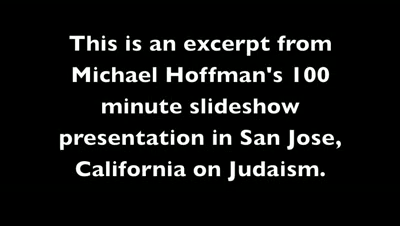 This is an excerpt from
Michael Hoffman's 100
minute slideshow
presentation in San Jose,
California on Judaism.